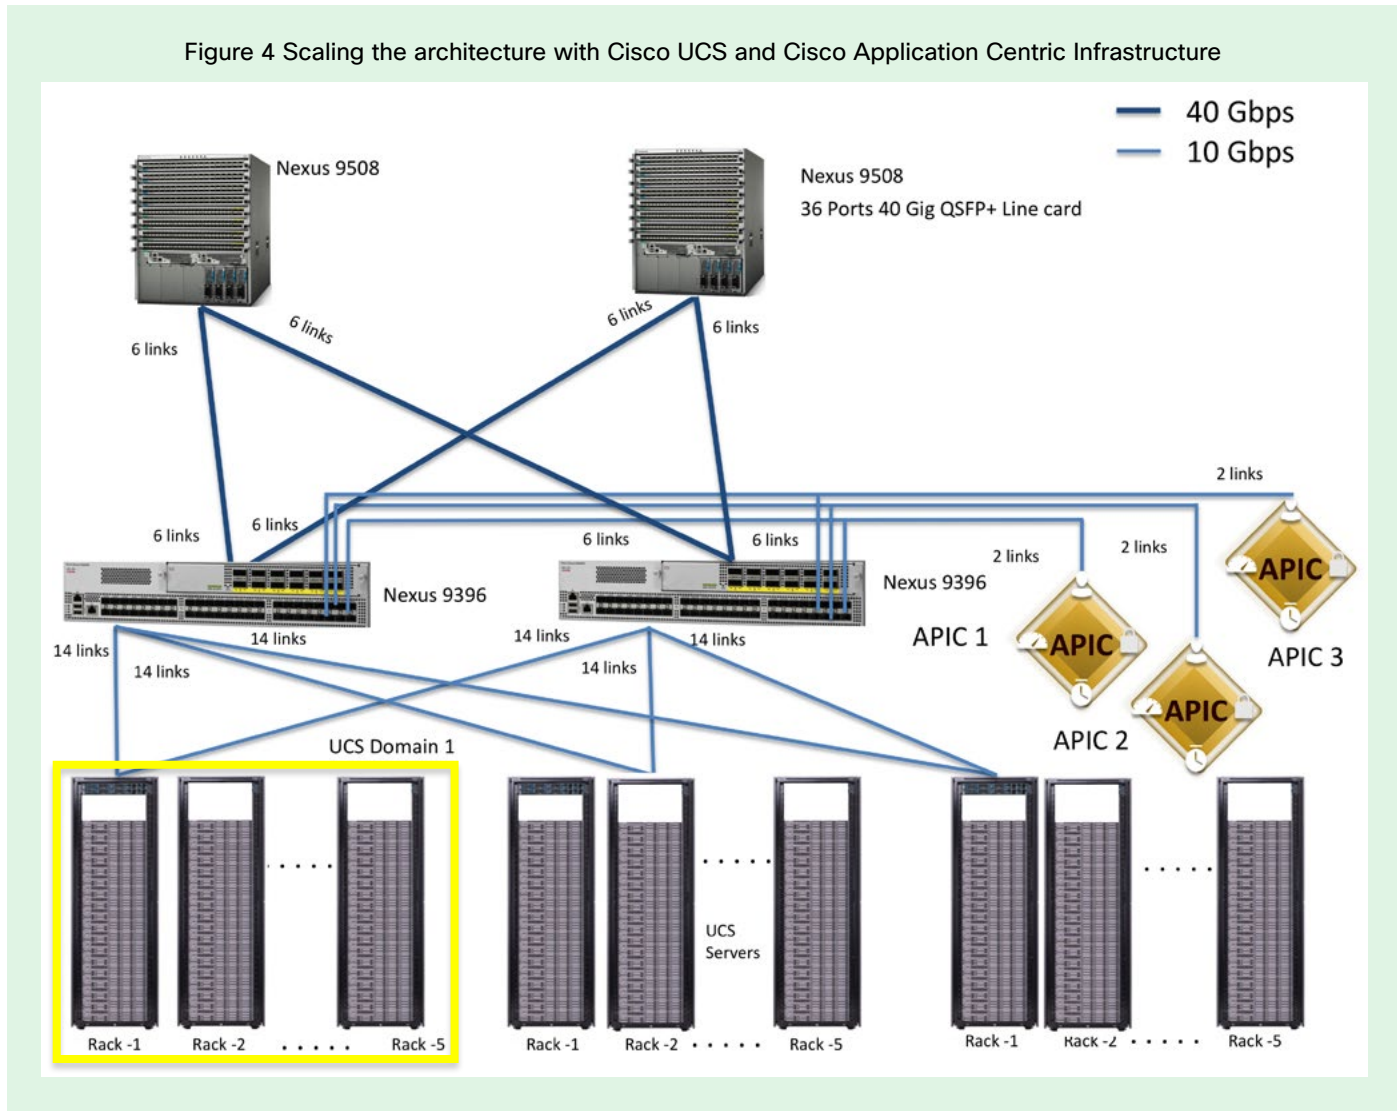 Figure 4 Scaling the architecture with Cisco UCS and Cisco Application Centric Infrastructure
40 Gbps
10 Gbps
Nexus 9508
Nexus 9508
36 Ports 40 Gig QSFP+ Line card
6 links
6 links
6 links
6 links
2 links
6 links
6 links
6 links
6 links
2 links
2 links
Nexus 9396
Nexus 9396
APIC
APIC 3
APIC 1
APIC
APIC
APIC 2
14 links
14 links
14 links
14 links
14 links
14 links
UCS Domain 1
UCS
Servers
Rack -1
Rack -2
Rack -5
Rack -1
Rack -2
Rack -5
Rack -1
Rack -2
Rack -5